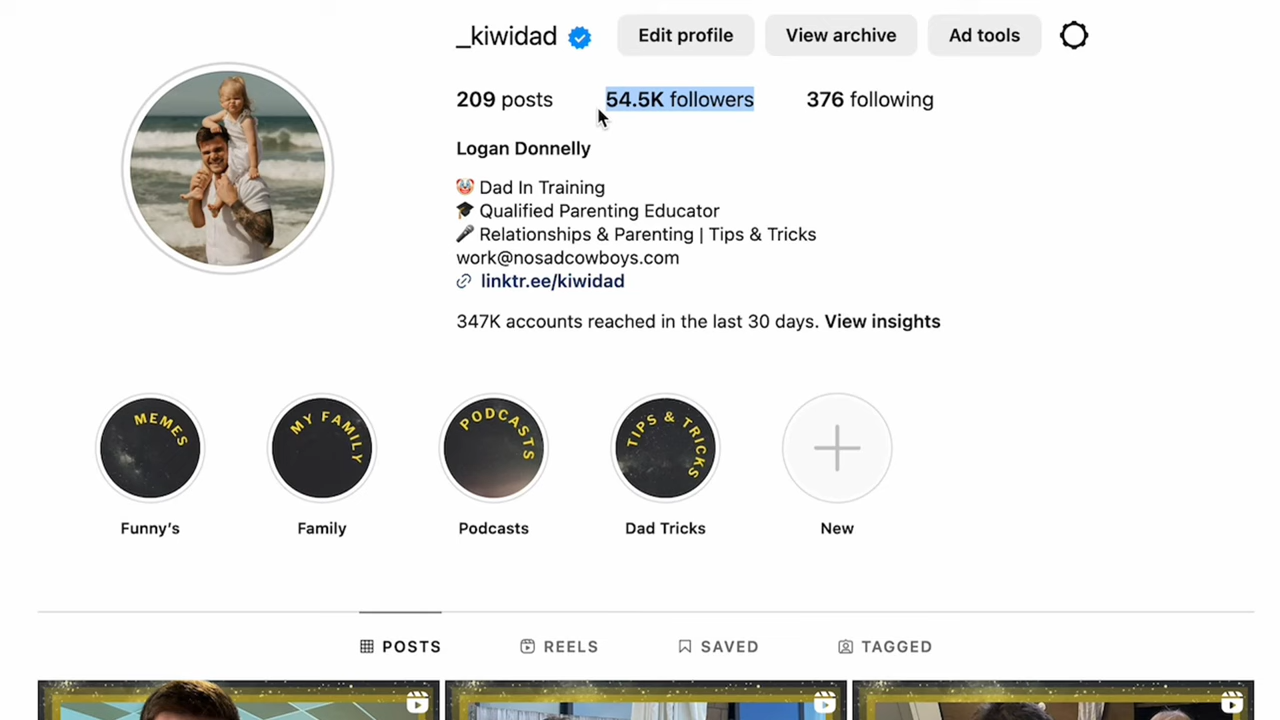 _kiwidad Edit profile View archive Ad tools
209 posts 54.5K followers 376 following
Logan Donnelly
🤡 Dad In Training
🎓 Qualified Parenting Educator
🎤 Relationships & Parenting | Tips & Tricks
work@nosadcowboys.com
linktr.ee/kiwidad
347K accounts reached in the last 30 days. View insights
MEMES MY FAMILY PODCASTS TIPS & TRICKS
Funny's Family Podcasts Dad Tricks New
POSTS REELS SAVED TAGGED